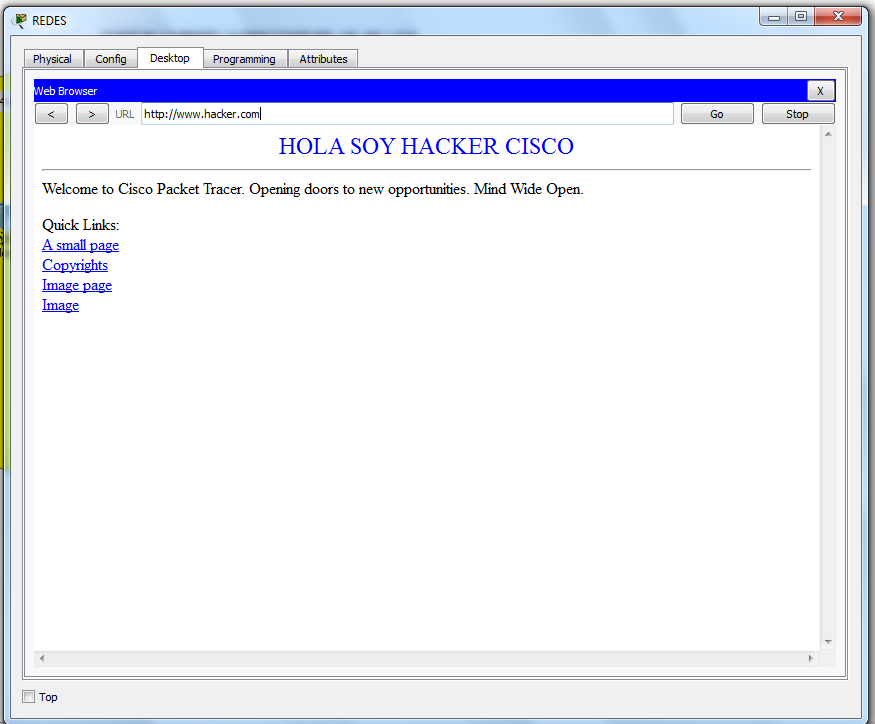 REDES
Physical Config Desktop Programming Attributes
Web Browser X
< > URL http://www.hacker.com Go Stop
HOLA SOY HACKER CISCO
Welcome to Cisco Packet Tracer. Opening doors to new opportunities. Mind Wide Open.
Quick Links:
A small page
Copyrights
Image page
Image
Top